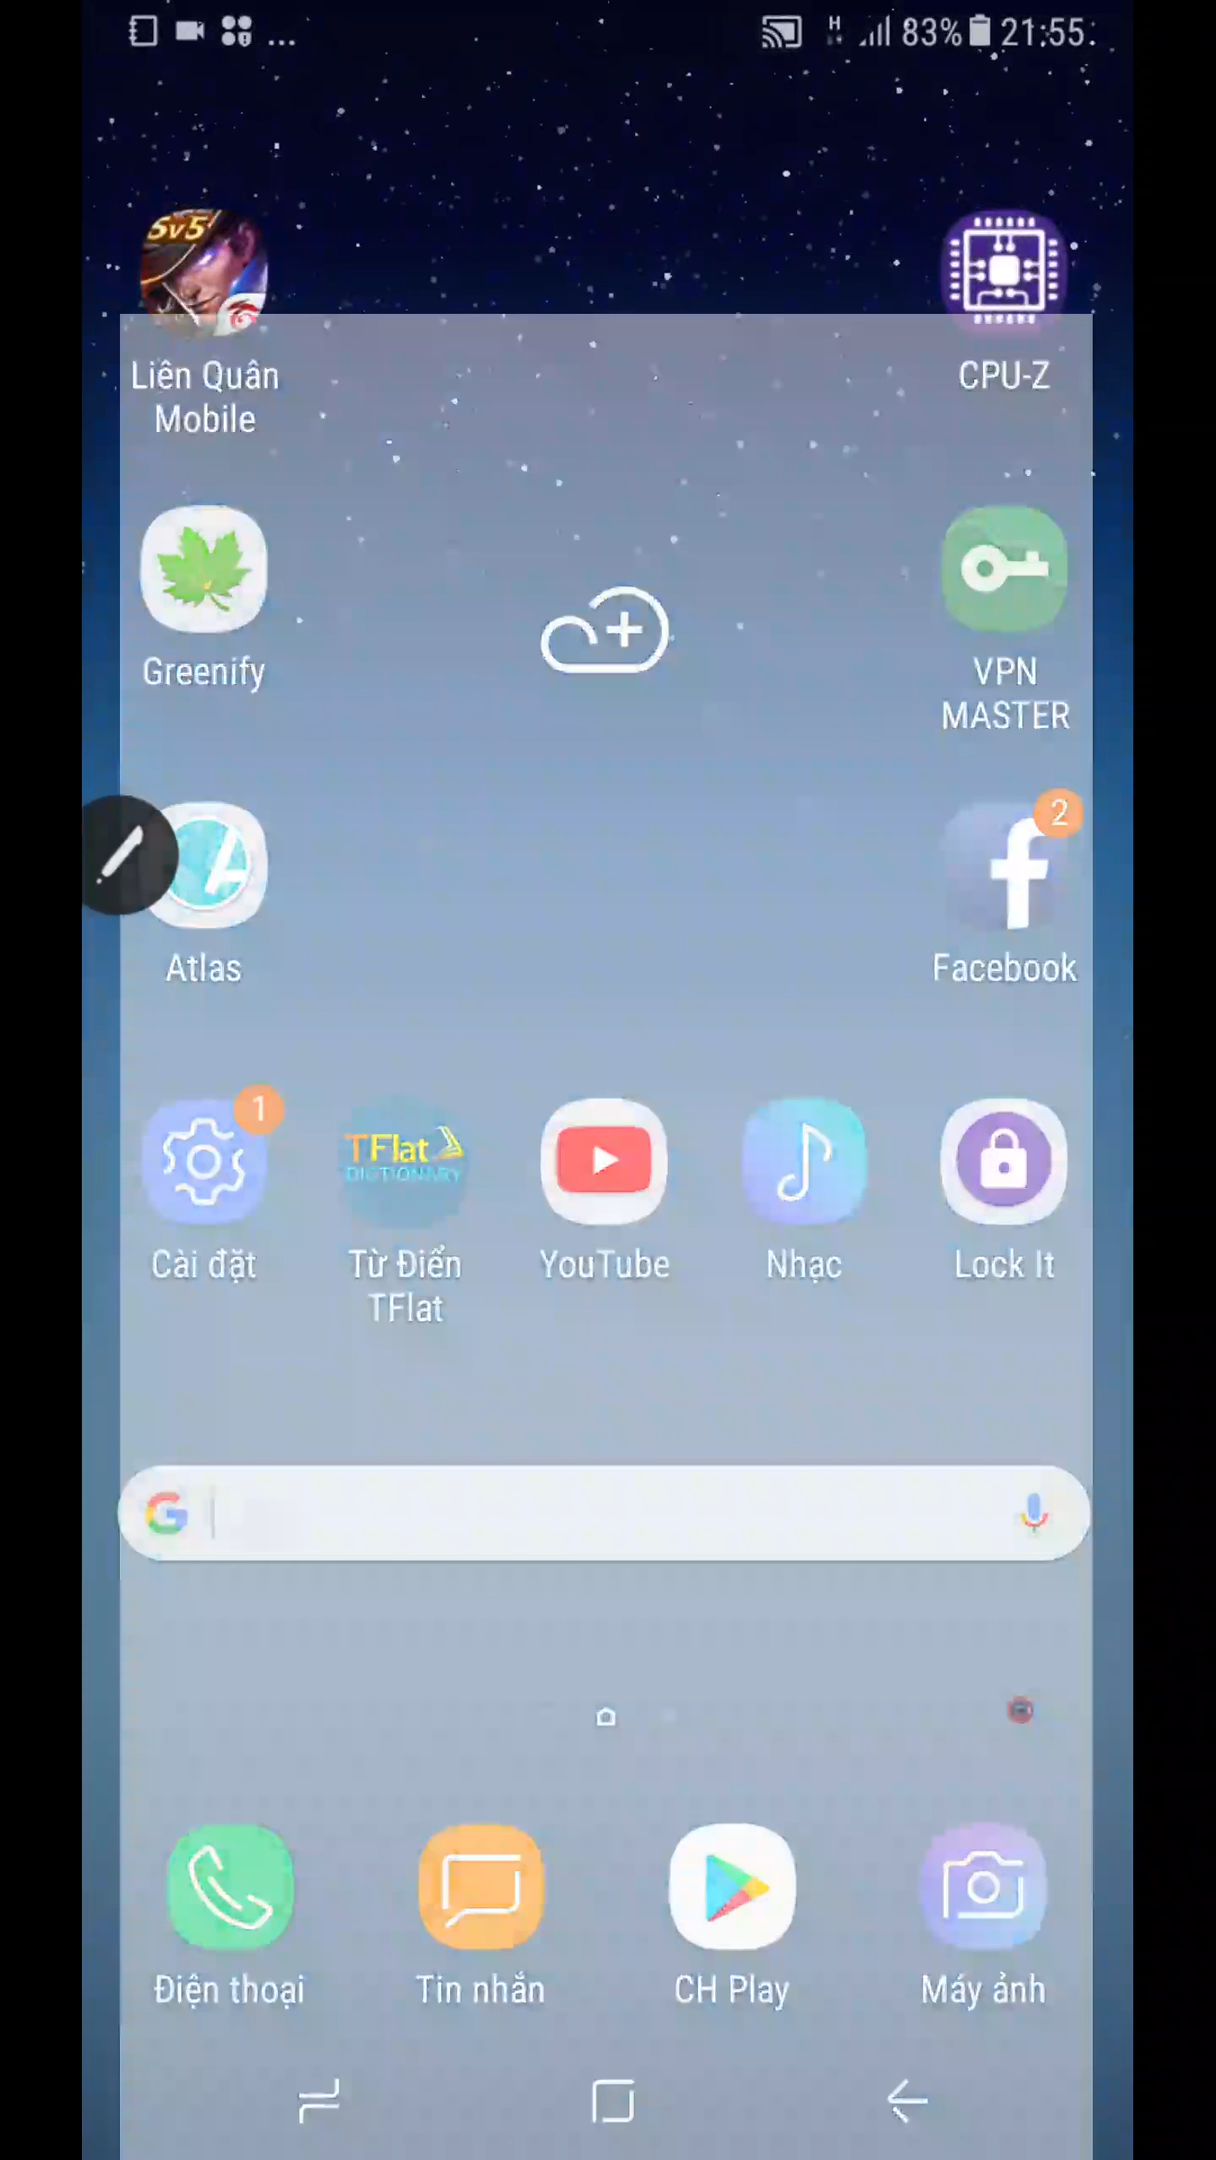 83% 21:55
5v5
Liên Quân
Mobile
CPU-Z
Greenify
VPN
MASTER
Atlas
2
Facebook
1
TFlat
DICTIONARY
Cài đặt
Từ Điển
TFlat
YouTube
Nhạc
Lock It
Điện thoại
Tin nhắn
CH Play
Máy ảnh